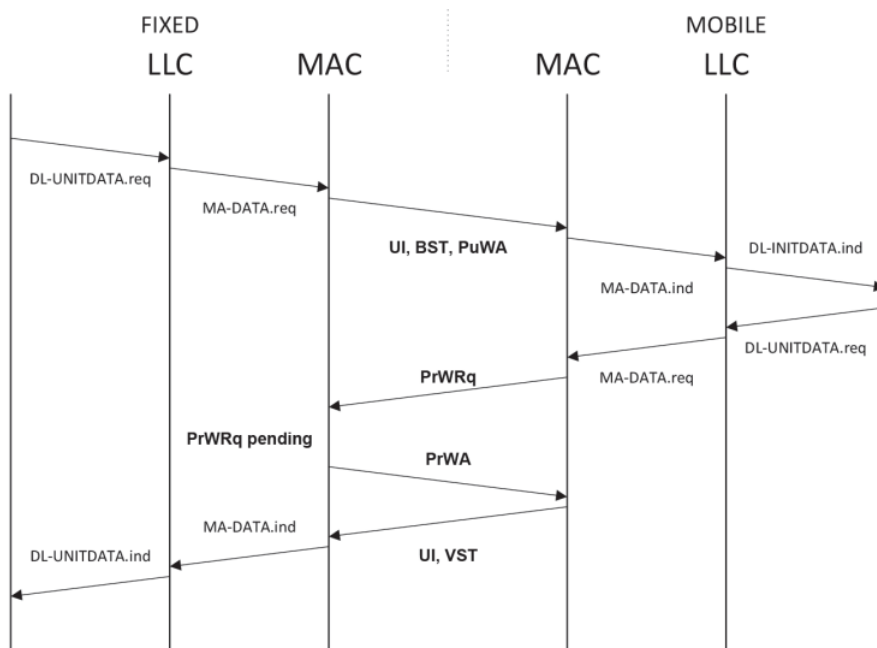 FIXED
MOBILE
LLC
MAC
MAC
LLC
DL-UNITDATA.req
MA-DATA.req
UI, BST, PuWA
DL-INITDATA.ind
MA-DATA.ind
DL-UNITDATA.req
PrWRq
MA-DATA.req
PrWRq pending
PrWA
MA-DATA.ind
DL-UNITDATA.ind
UI, VST